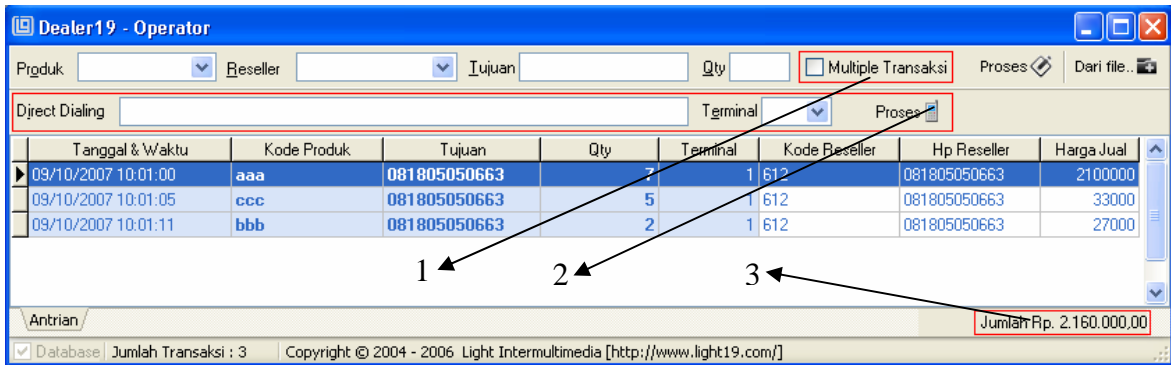 Dealer19 - Operator
Produk Reseller Tujuan Qty Multiple Transaksi Proses Dari file..
Direct Dialing Terminal Proses
Tanggal & Waktu Kode Produk Tujuan Qty Terminal Kode Reseller Hp Reseller Harga Jual
09/10/2007 10:01:00 aaa 081805050663 7 1 612 081805050663 2100000
09/10/2007 10:01:05 ccc 081805050663 5 1 612 081805050663 33000
09/10/2007 10:01:11 bbb 081805050663 2 1 612 081805050663 27000
1 2 3
Antrian Jumlah Rp. 2.160.000,00
Database Jumlah Transaksi : 3 Copyright © 2004 - 2006 Light Intermultimedia [http://www.light19.com/]